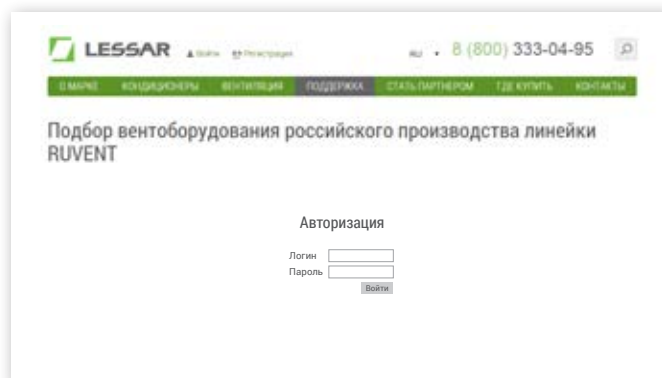 LESSAR Войти Регистрация RU 8 (800) 333-04-95
О МАРКЕ КОНДИЦИОНЕРЫ ВЕНТИЛЯЦИЯ ПОДДЕРЖКА СТАТЬ ПАРТНЕРОМ ГДЕ КУПИТЬ КОНТАКТЫ
Подбор вентоборудования российского производства линейки
RUVENT
Авторизация
Логин
Пароль
Войти